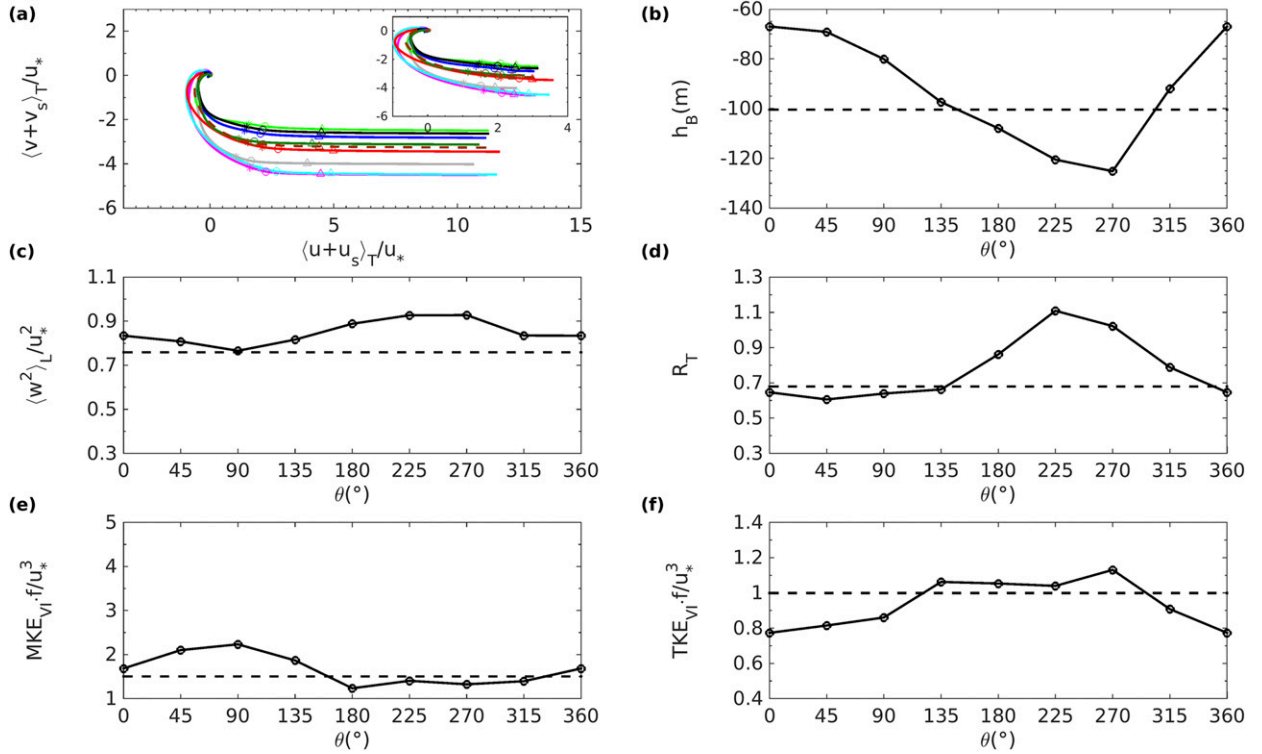 (a)
3
2
0
-2
-4
-6
0
5
10
15
⟨v+v_s⟩_T/u_*
⟨u+u_s⟩_T/u_*
0
-2
-4
-6
0
2
4
(b)
-60
-80
-100
-120
-140
0 45 90 135 180 225 270 315 360
h_B(m)
θ(°)
(c)
1.1
0.9
0.7
0.5
0.3
0 45 90 135 180 225 270 315 360
⟨w²⟩_L/u_*²
θ(°)
(d)
1.3
1.1
0.9
0.7
0.5
0.3
0 45 90 135 180 225 270 315 360
R_T
θ(°)
(e)
5
4
3
2
1
0 45 90 135 180 225 270 315 360
MKE_VI·f/u_*³
θ(°)
(f)
1.4
1.2
1
0.8
0.6
0.4
0 45 90 135 180 225 270 315 360
TKE_VI·f/u_*³
θ(°)